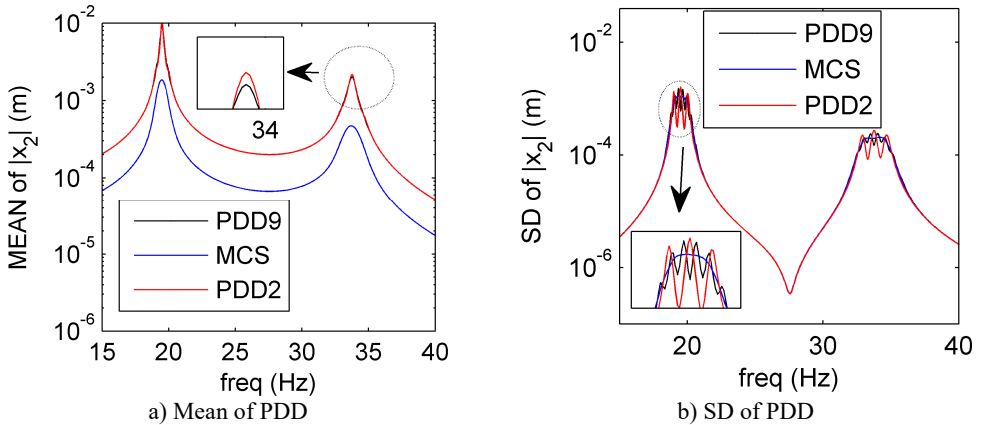 MEAN of |x₂| (m)
10⁻²
10⁻³
10⁻⁴
10⁻⁵
10⁻⁶
34
PDD9
MCS
PDD2
15 20 25 30 35 40
freq (Hz)
a) Mean of PDD
SD of |x₂| (m)
10⁻²
10⁻⁴
10⁻⁶
PDD9
MCS
PDD2
20 30 40
freq (Hz)
b) SD of PDD